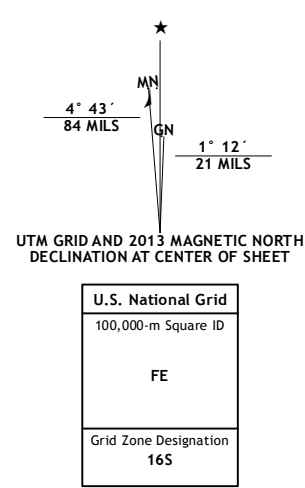 ★
MN
4° 43´
84 MILS
GN
1° 12´
21 MILS
UTM GRID AND 2013 MAGNETIC NORTH
DECLINATION AT CENTER OF SHEET
U.S. National Grid
100,000-m Square ID
FE
Grid Zone Designation
16S